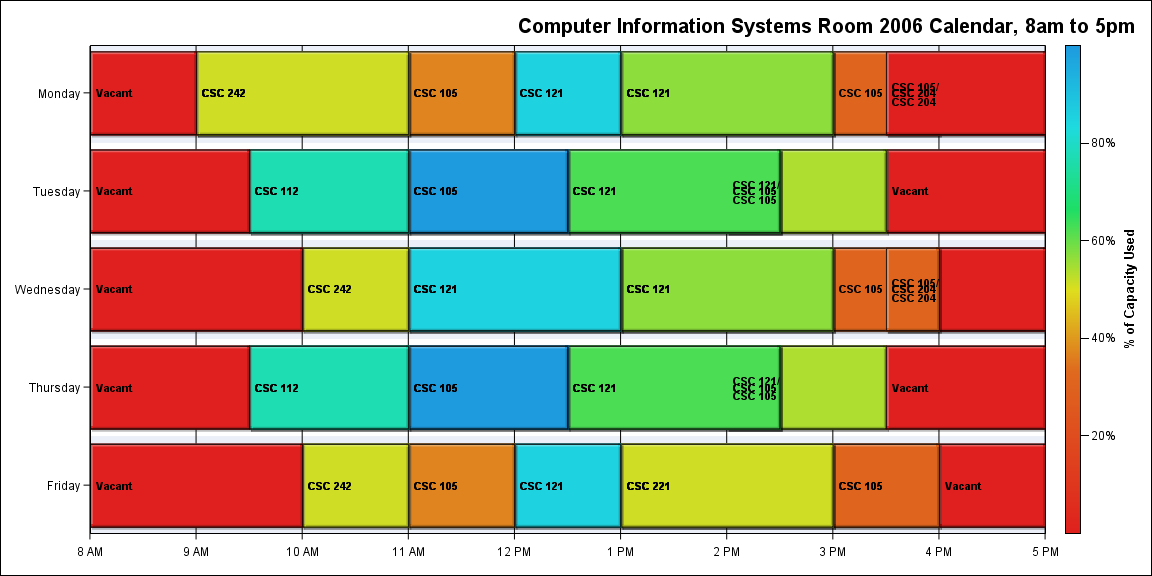 Computer Information Systems Room 2006 Calendar, 8am to 5pm
Monday
Vacant
CSC 242
CSC 105
CSC 121
CSC 121
CSC 105
CSC 105/
CSC 204
CSC 204
Tuesday
Vacant
CSC 112
CSC 105
CSC 121
CSC 121/
CSC 105
CSC 105
Vacant
Wednesday
Vacant
CSC 242
CSC 121
CSC 121
CSC 105
CSC 105/
CSC 204
CSC 204
Thursday
Vacant
CSC 112
CSC 105
CSC 121
CSC 121/
CSC 105
CSC 105
Vacant
Friday
Vacant
CSC 242
CSC 105
CSC 121
CSC 221
CSC 105
Vacant
8 AM
9 AM
10 AM
11 AM
12 PM
1 PM
2 PM
3 PM
4 PM
5 PM
80%
60%
40%
20%
% of Capacity Used